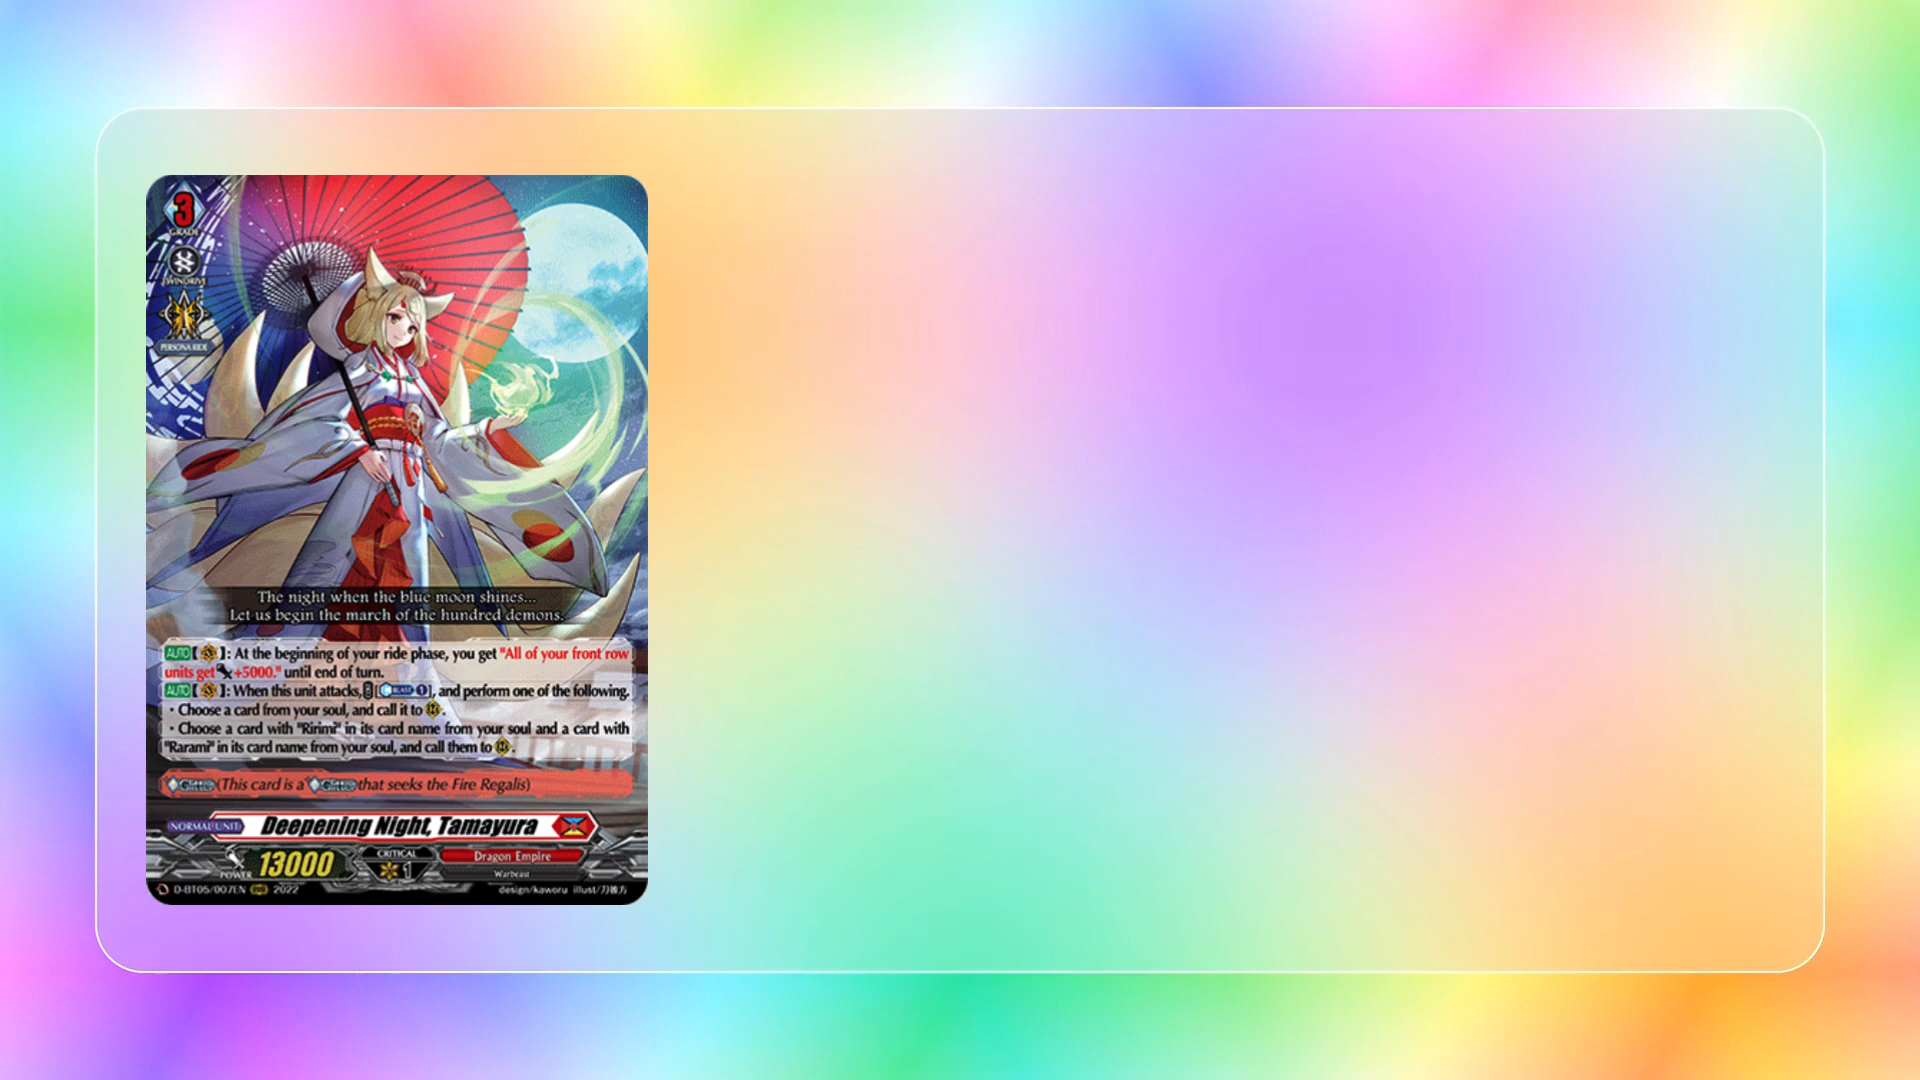 3
GRADE
TWINDRIVE
PERSONA RIDE
The night when the blue moon shines...
Let us begin the march of the hundred demons.
AUTO【 】: At the beginning of your ride phase, you get "All of your front row
units get +5000." until end of turn.
AUTO【 】: When this unit attacks, [ BLAST 1], and perform one of the following.
・Choose a card from your soul, and call it to .
・Choose a card with "Ririmi" in its card name from your soul and a card with
"Rarami" in its card name from your soul, and call them to .
(This card is a that seeks the Fire Regalis)
NORMAL UNIT Deepening Night, Tamayura
POWER 13000 CRITICAL 1 Dragon Empire
Warbeast
D-BT05/007EN RRR 2022 design/kaworu illust/刀彼方